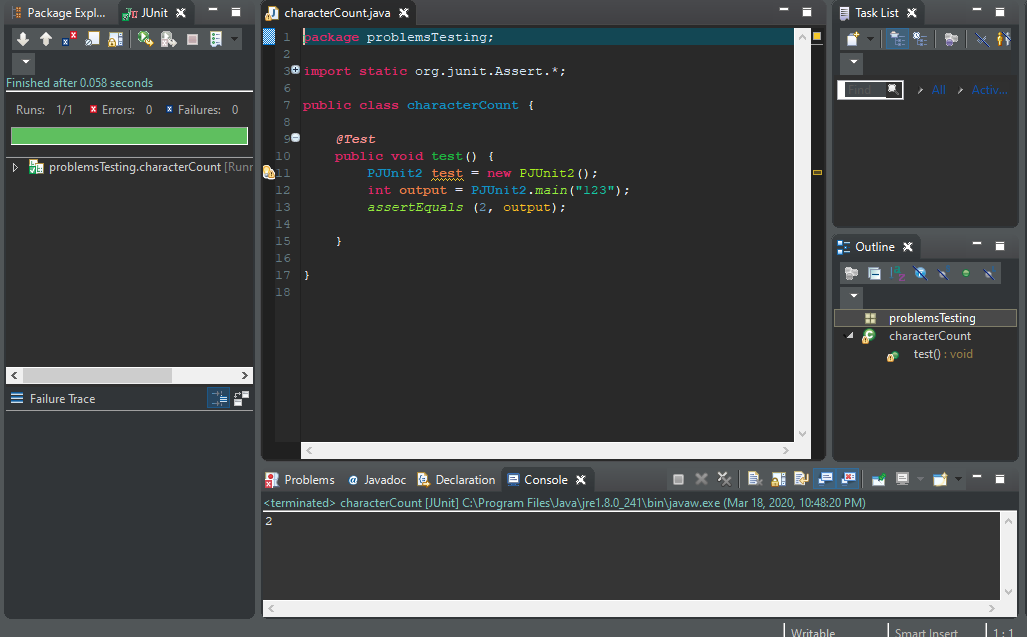 Package Expl... JUnit
Finished after 0.058 seconds
Runs: 1/1 Errors: 0 Failures: 0
problemsTesting.characterCount [Runr
Failure Trace
characterCount.java
1 package problemsTesting;
2
3 import static org.junit.Assert.*;
6
7 public class characterCount {
8
9 @Test
10 public void test() {
11 PJUnit2 test = new PJUnit2();
12 int output = PJUnit2.main("123");
13 assertEquals (2, output);
14
15 }
16
17 }
18
Task List
Find All Activ...
Outline
problemsTesting
characterCount
test() : void
Problems @ Javadoc Declaration Console
<terminated> characterCount [JUnit] C:\Program Files\Java\jre1.8.0_241\bin\javaw.exe (Mar 18, 2020, 10:48:20 PM)
2
Writable Smart Insert 1 : 1